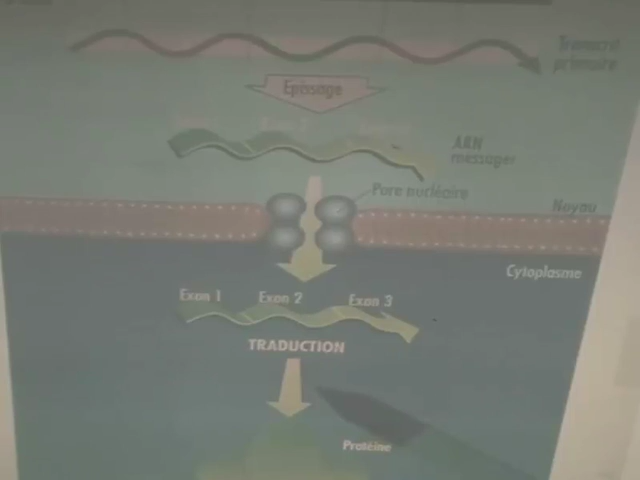 Transcrit
primaire
Epissage
ARN
messager
Pore nucléaire
Noyau
Cytoplasme
Exon 1 Exon 2 Exon 3
TRADUCTION
Protéine